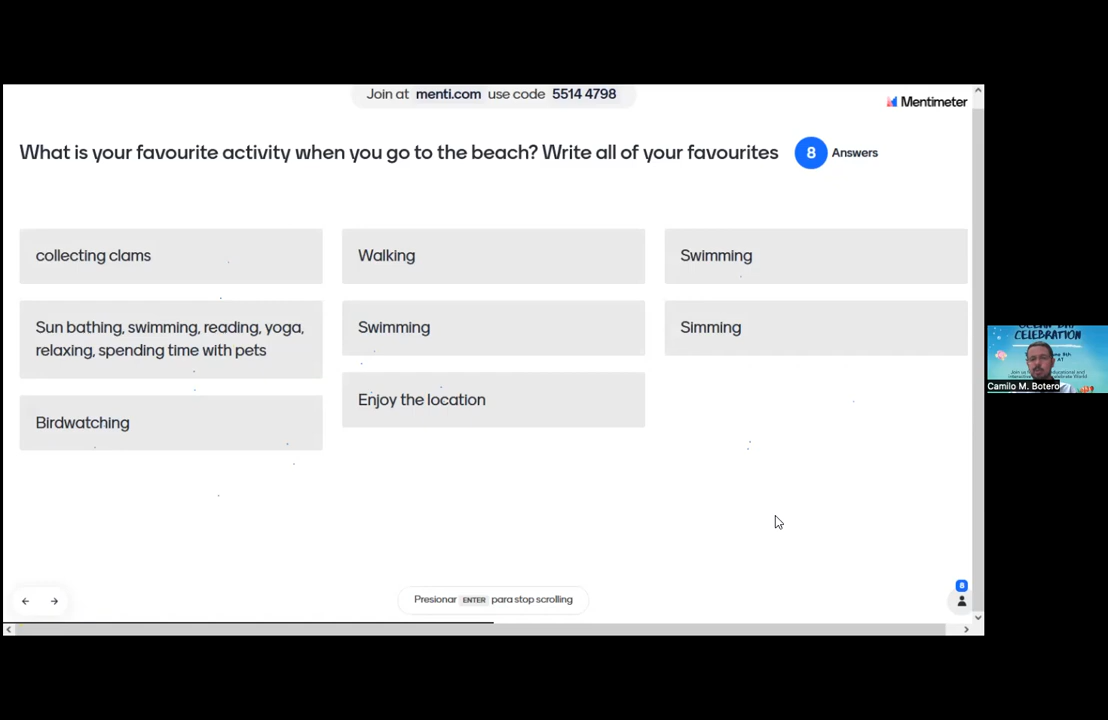 Join at menti.com use code 5514 4798
Mentimeter
What is your favourite activity when you go to the beach? Write all of your favourites
8 Answers
collecting clams
Walking
Swimming
Sun bathing, swimming, reading, yoga,
relaxing, spending time with pets
Swimming
Simming
Birdwatching
Enjoy the location
Presionar ENTER para stop scrolling
8
CELEBRATION
Camilo M. Botero